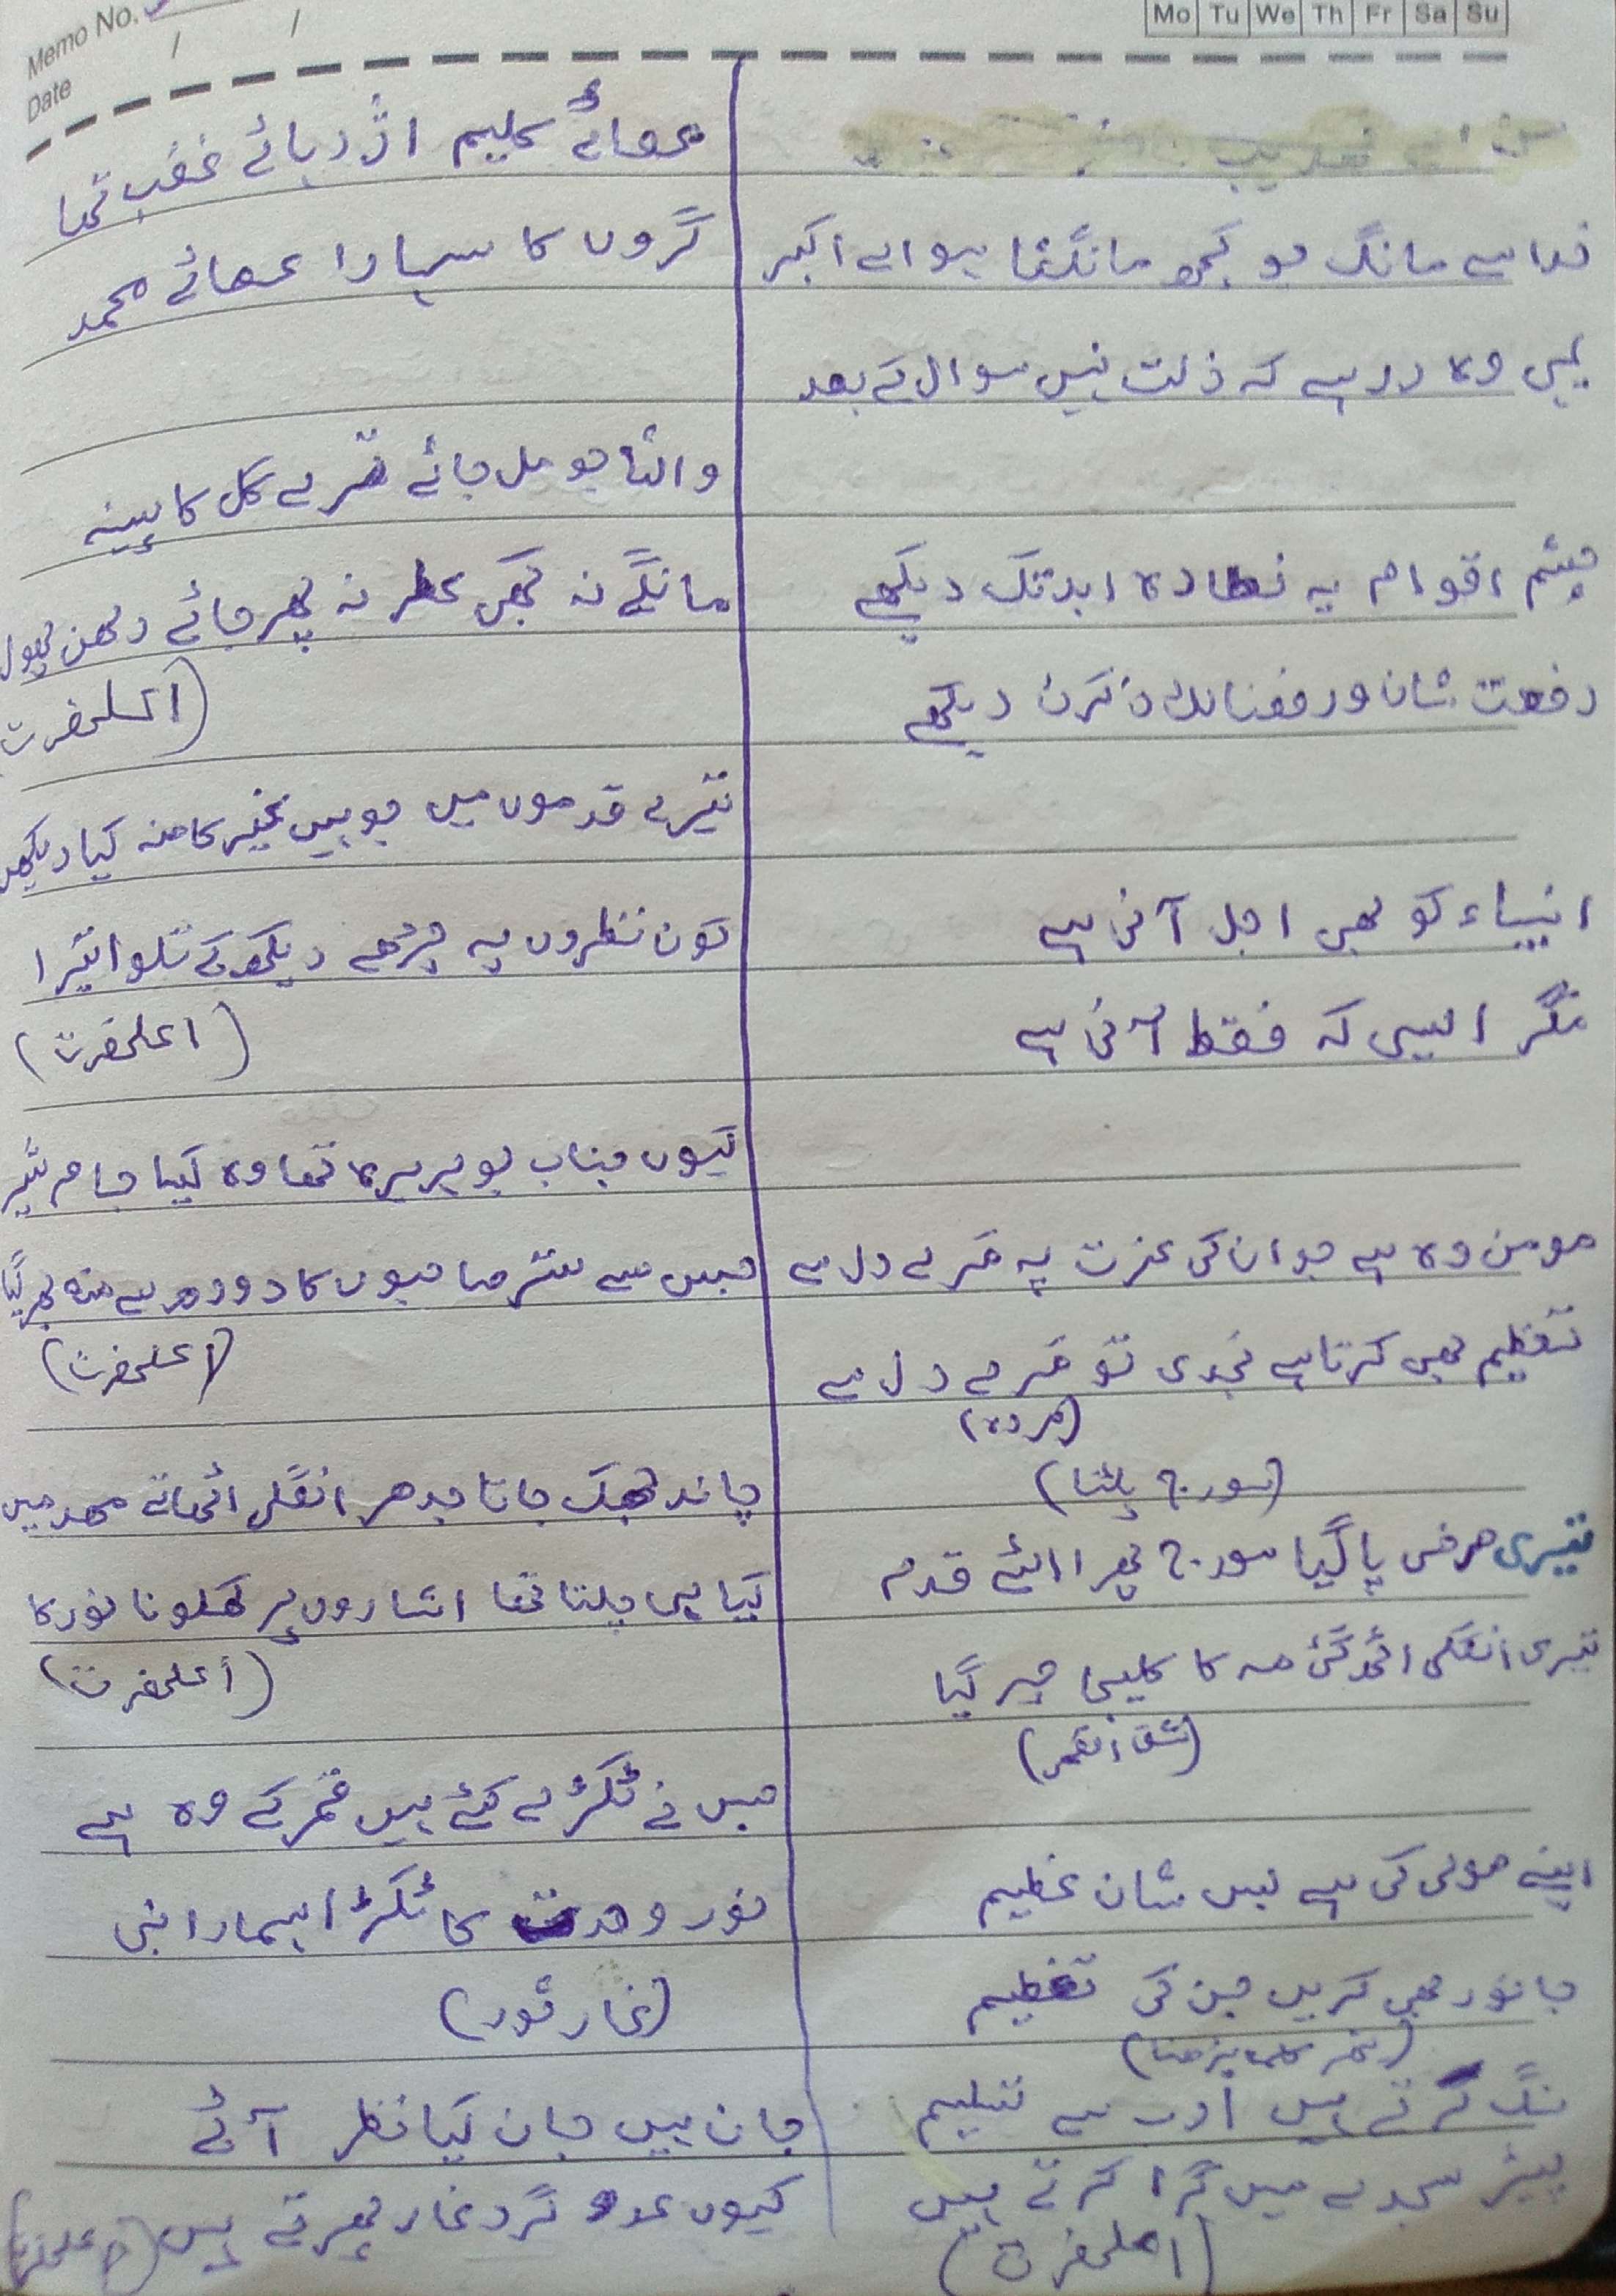 Memo No.
Date / /
Mo Tu We Th Fr Sa Su
خدا سے مانگ جو کچھ مانگنا ہو اے اکبر
یہی وہ در ہے کہ ذلت نہیں سوال کے بعد
چشم اقوام یہ نظارہ ابد تک دیکھے
رفعت شان ورفعنا لک ذکرک دیکھے
انبیاء کو بھی اجل آنی ہے
مگر ایسی کہ فقط آنی ہے
مومن وہ ہے جو ان کی عزت پہ مرے دل سے
تعظیم بھی کرتا ہے نجدی تو مرے دل سے
(مردہ)
(سورج پلٹنا)
تیری مرضی پا گیا سورج پھرا الٹے قدم
تیری انگلی اٹھ گئی مہ کا کلیجا چر گیا
(شق القمر)
اپنے مولی کی ہے بس شان عظیم
جانور بھی کریں جن کی تعظیم
(پتھر کلمہ پڑھنا)
سنگ کرتے ہیں ادب سے تسلیم
پیڑ سجدے میں گرا کرتے ہیں
(اعلحضرت)
عصائے کلیم اژدہائے غضب تھا
گروں کا سہارا عصائے محمد
واللہ جو مل جائے مرے گل کا پسینہ
مانگے نہ کبھی عطر نہ پھر چاہے دلھن پھول
(اعلحضرت
تیرے قدموں میں جو ہیں غیر کا منہ کیا دیکھیں
کون نظروں پہ چڑھے دیکھ کے تلوا تیرا
(اعلحضرت)
کیوں جناب بوہریرہ تھا وہ کیسا جام شیر
جس سے ستر صاحبوں کا دودھ سے منہ بھر گیا
(اعلحضرت)
چاند جھک جاتا جدھر انگلی اٹھاتے مھد میں
کیا ہی چلتا تھا اشاروں پر کھلونا نور کا
(اعلحضرت)
جس نے ٹکڑے کئے ہیں قمر کے وہ ہے
نور وحدت کا ٹکڑا ہمارا نبی
(غار ثور)
جان ہیں جان کیا نظر آئے
کیوں عدو گرد غار پھرتے ہیں (اعلحضرت)